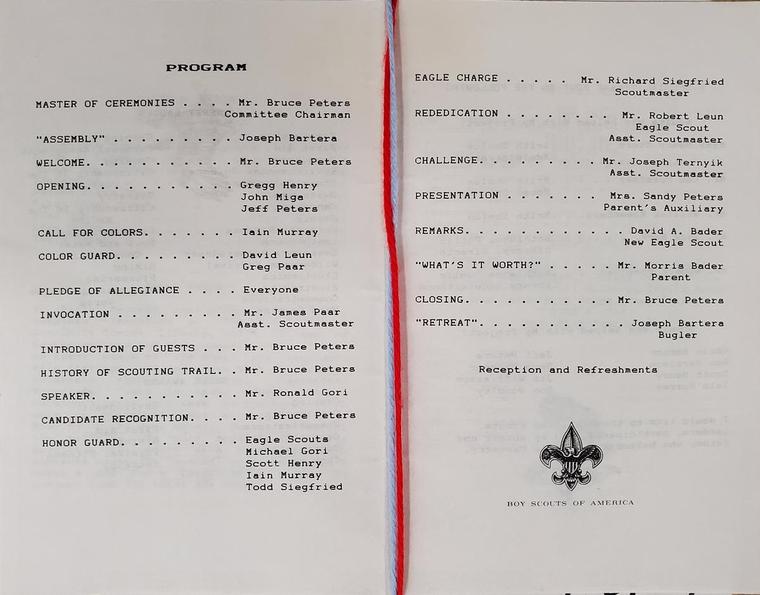 PROGRAM
MASTER OF CEREMONIES . . . . Mr. Bruce Peters
Committee Chairman
"ASSEMBLY" . . . . . . . . . Joseph Bartera
WELCOME. . . . . . . . . . . Mr. Bruce Peters
OPENING. . . . . . . . . . . Gregg Henry
John Miga
Jeff Peters
CALL FOR COLORS. . . . . . . Iain Murray
COLOR GUARD. . . . . . . . . David Leun
Greg Paar
PLEDGE OF ALLEGIANCE . . . . Everyone
INVOCATION . . . . . . . . . Mr. James Paar
Asst. Scoutmaster
INTRODUCTION OF GUESTS . . . Mr. Bruce Peters
HISTORY OF SCOUTING TRAIL. . Mr. Bruce Peters
SPEAKER. . . . . . . . . . . Mr. Ronald Gori
CANDIDATE RECOGNITION. . . . Mr. Bruce Peters
HONOR GUARD. . . . . . . . . Eagle Scouts
Michael Gori
Scott Henry
Iain Murray
Todd Siegfried
EAGLE CHARGE . . . . . Mr. Richard Siegfried
Scoutmaster
REDEDICATION . . . . . . . . Mr. Robert Leun
Eagle Scout
Asst. Scoutmaster
CHALLENGE. . . . . . . . . Mr. Joseph Ternyik
Asst. Scoutmaster
PRESENTATION . . . . . . . Mrs. Sandy Peters
Parent's Auxiliary
REMARKS. . . . . . . . . . . . David A. Bader
New Eagle Scout
"WHAT'S IT WORTH?" . . . . . Mr. Morris Bader
Parent
CLOSING. . . . . . . . . . . Mr. Bruce Peters
"RETREAT". . . . . . . . . . . Joseph Bartera
Bugler
Reception and Refreshments
BOY SCOUTS OF AMERICA